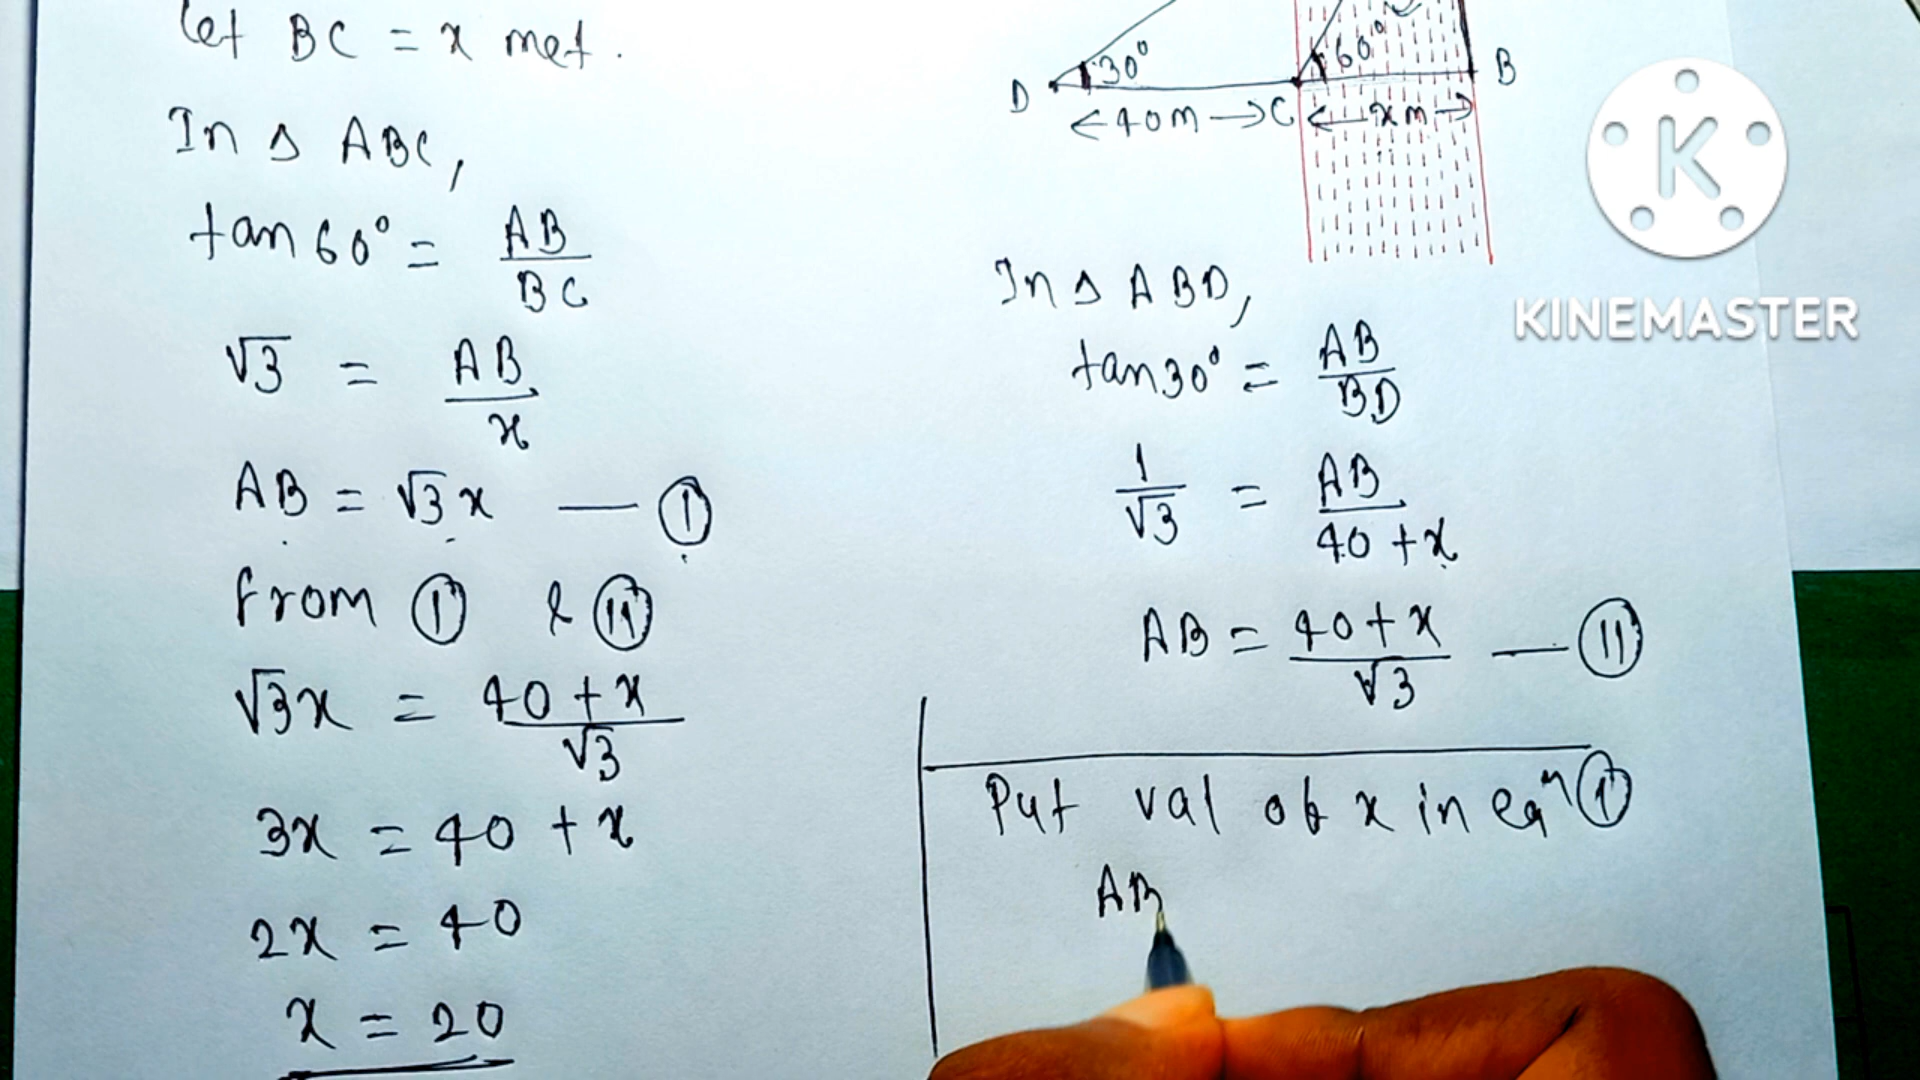 let BC = x met.
In Δ ABC,
tan 60° = AB/BC
√3 = AB/x
AB = √3 x — (I)
from (I) & (II)
√3x = 40 + x/√3
3x = 40 + x
2x = 40
x = 20
30°
60°
D
B
40m
C
x m
In Δ ABD,
tan 30° = AB/BD
1/√3 = AB/40 + x
AB = 40 + x/√3 — (II)
Put val of x in eqⁿ (I)
AB
K
KINEMASTER